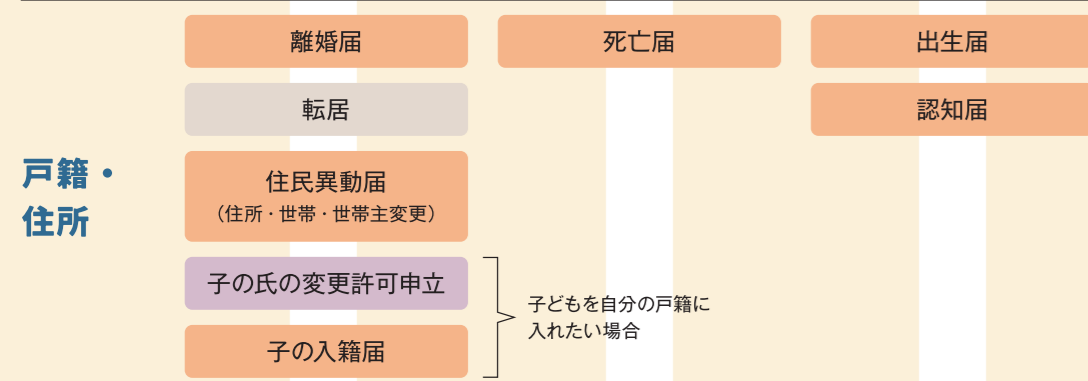 戸籍・
住所
離婚届
転居
住民異動届
（住所・世帯・世帯主変更）
子の氏の変更許可申立
子の入籍届
子どもを自分の戸籍に
入れたい場合
死亡届
出生届
認知届